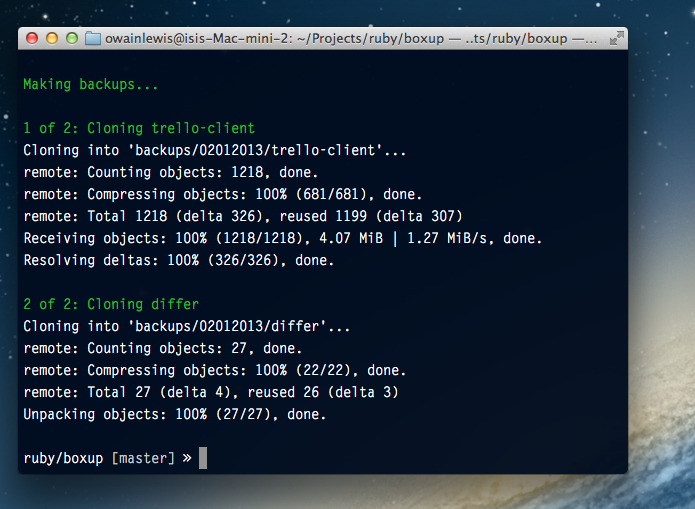 owainlewis@isis-Mac-mini-2: ~/Projects/ruby/boxup — ..ts/ruby/boxup —...
Making backups...
1 of 2: Cloning trello-client
Cloning into 'backups/02012013/trello-client'...
remote: Counting objects: 1218, done.
remote: Compressing objects: 100% (681/681), done.
remote: Total 1218 (delta 326), reused 1199 (delta 307)
Receiving objects: 100% (1218/1218), 4.07 MiB | 1.27 MiB/s, done.
Resolving deltas: 100% (326/326), done.
2 of 2: Cloning differ
Cloning into 'backups/02012013/differ'...
remote: Counting objects: 27, done.
remote: Compressing objects: 100% (22/22), done.
remote: Total 27 (delta 4), reused 26 (delta 3)
Unpacking objects: 100% (27/27), done.
ruby/boxup [master] »